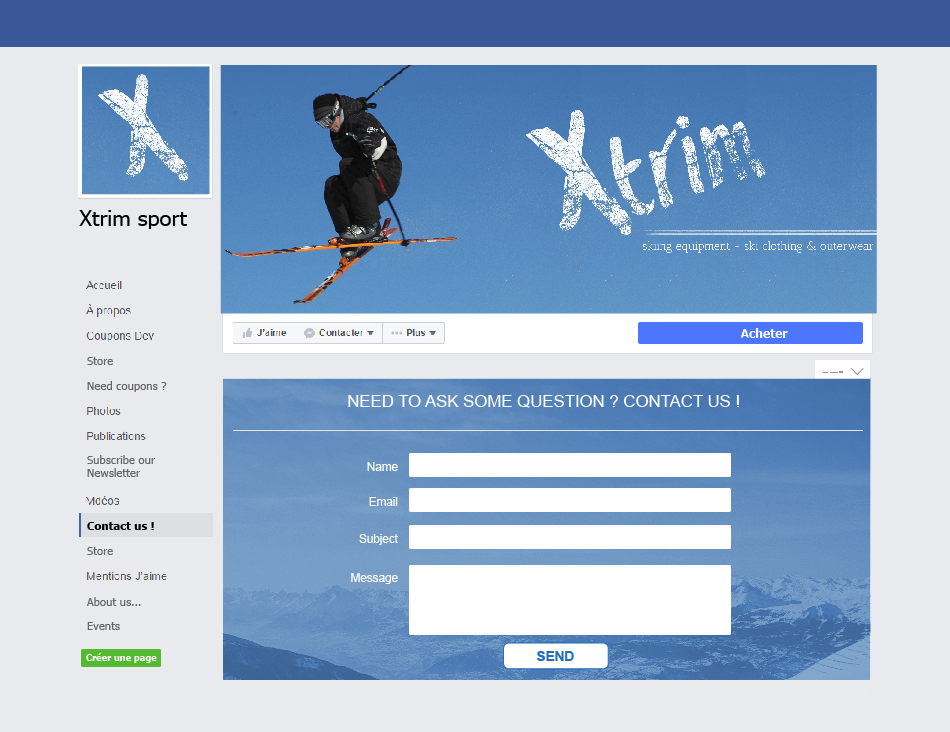 X
Xtrim
skiing equipment - ski clothing & outerwear
Xtrim sport
J'aime
Contacter
Plus
Acheter
Accueil
À propos
Coupons Dev
Store
Need coupons ?
Photos
Publications
Subscribe our
Newsletter
Vidéos
Contact us !
Store
Mentions J'aime
About us...
Events
Créer une page
NEED TO ASK SOME QUESTION ? CONTACT US !
Name
Email
Subject
Message
SEND